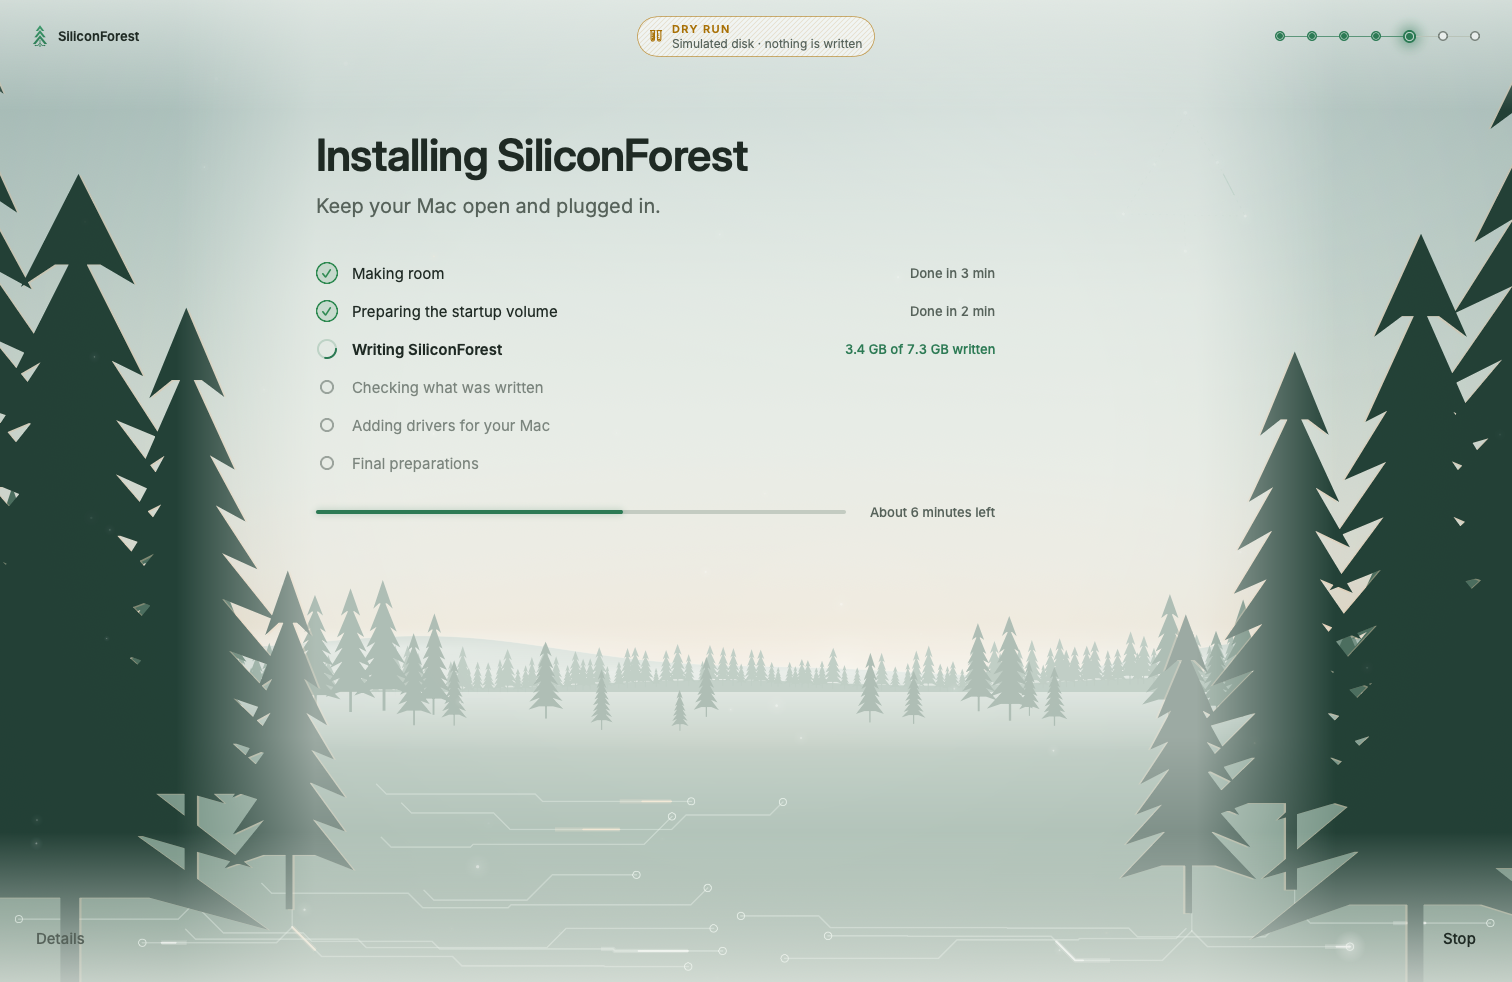 SiliconForest
DRY RUN
Simulated disk · nothing is written
Installing SiliconForest
Keep your Mac open and plugged in.
Making room
Done in 3 min
Preparing the startup volume
Done in 2 min
Writing SiliconForest
3.4 GB of 7.3 GB written
Checking what was written
Adding drivers for your Mac
Final preparations
About 6 minutes left
Details
Stop